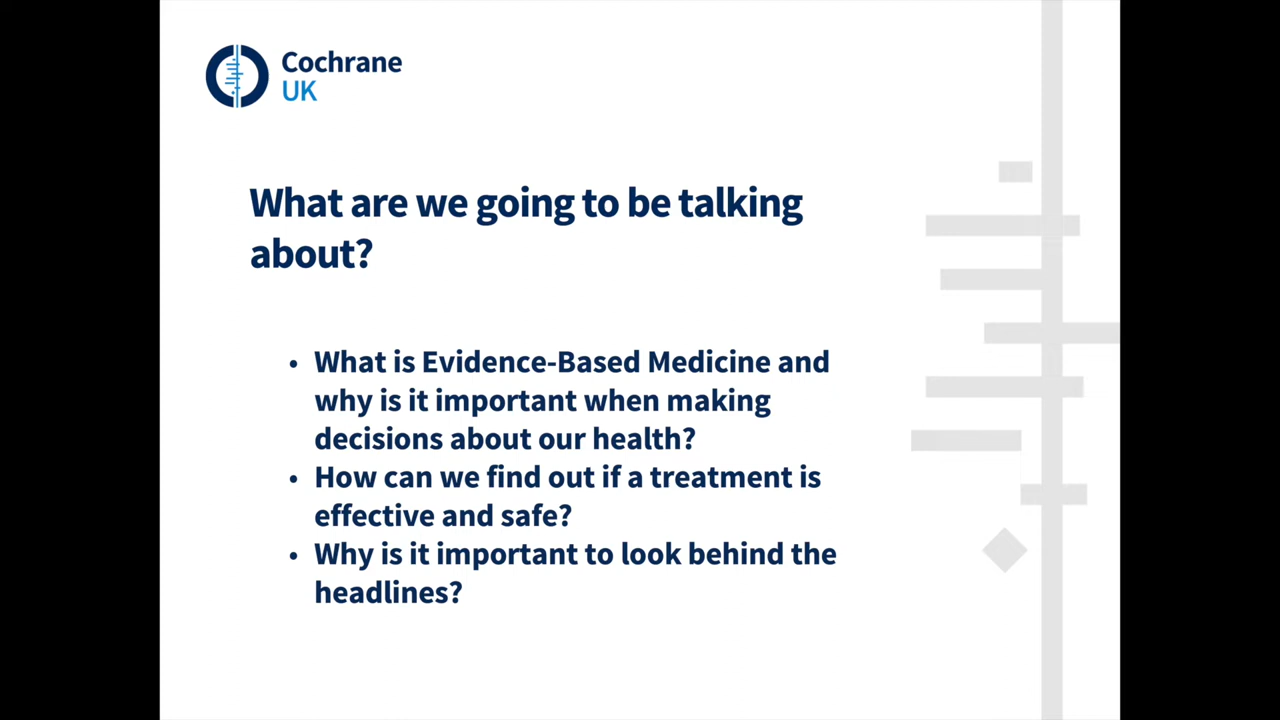 Cochrane
UK
What are we going to be talking
about?
• What is Evidence-Based Medicine and
why is it important when making
decisions about our health?
• How can we find out if a treatment is
effective and safe?
• Why is it important to look behind the
headlines?